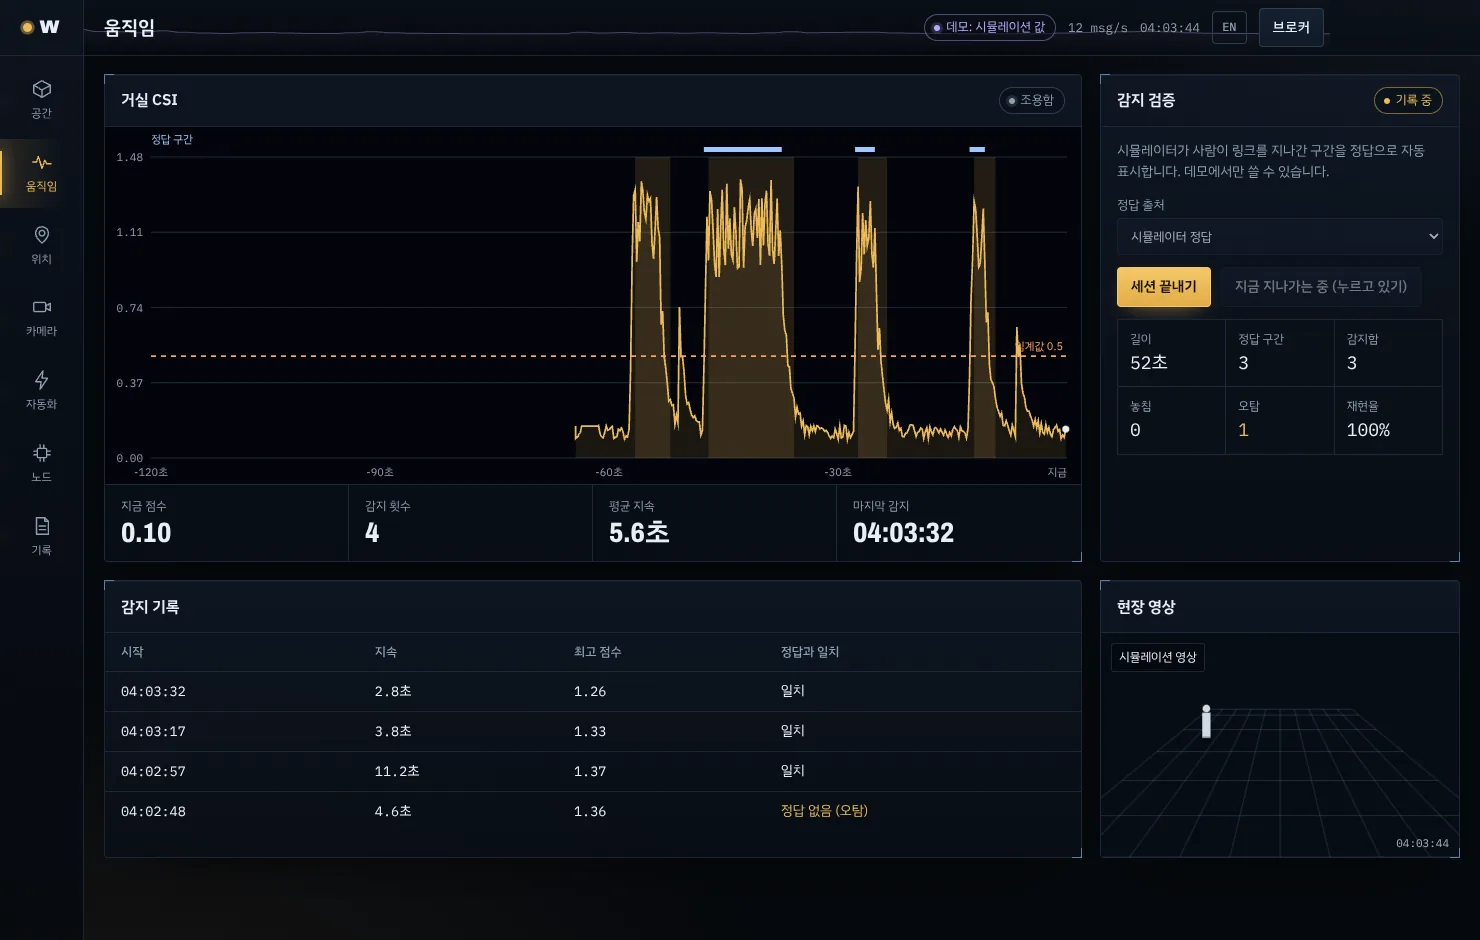 W
움직임
데모: 시뮬레이션 값
12 msg/s
04:03:44
EN
브로커
공간
움직임
위치
카메라
자동화
노드
기록
거실 CSI
조용함
정답 구간
1.48
1.11
0.74
0.37
0.00
임계값 0.5
-120초
-90초
-60초
-30초
지금
지금 점수
0.10
감지 횟수
4
평균 지속
5.6초
마지막 감지
04:03:32
감지 검증
기록 중
시뮬레이터가 사람이 링크를 지나간 구간을 정답으로 자동
표시합니다. 데모에서만 쓸 수 있습니다.
정답 출처
시뮬레이터 정답
세션 끝내기
지금 지나가는 중 (누르고 있기)
길이
52초
정답 구간
3
감지함
3
놓침
0
오탐
1
재현율
100%
감지 기록
시작
지속
최고 점수
정답과 일치
04:03:32
2.8초
1.26
일치
04:03:17
3.8초
1.33
일치
04:02:57
11.2초
1.37
일치
04:02:48
4.6초
1.36
정답 없음 (오탐)
현장 영상
시뮬레이션 영상
04:03:44